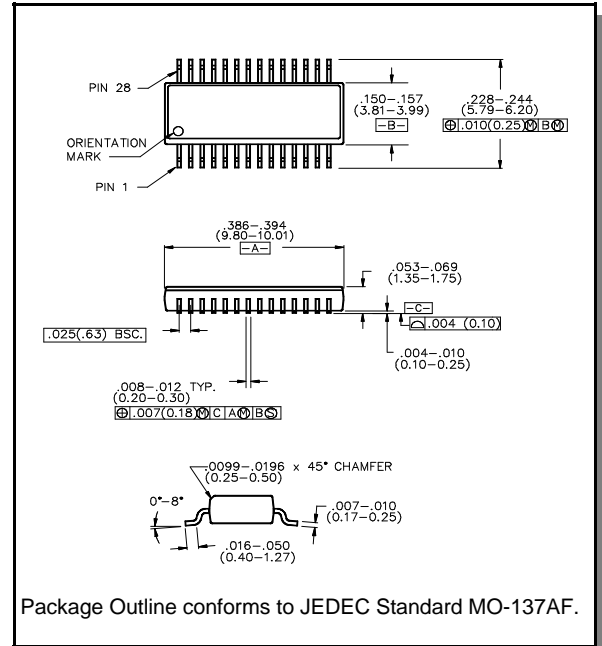 PIN 28
.150–.157
(3.81–3.99)
–B–
.228–.244
(5.79–6.20)
⌖ .010(0.25)Ⓜ B Ⓜ
ORIENTATION
MARK
PIN 1
.386–.394
(9.80–10.01)
–A–
.053–.069
(1.35–1.75)
–C–
.025(.63) BSC.
⌓ .004 (0.10)
.004–.010
(0.10–0.25)
.008–.012 TYP.
(0.20–0.30)
⌖ .007(0.18)Ⓜ C A Ⓜ B Ⓢ
.0099–.0196 x 45° CHAMFER
(0.25–0.50)
0°–8°
.007–.010
(0.17–0.25)
.016–.050
(0.40–1.27)
Package Outline conforms to JEDEC Standard MO-137AF.